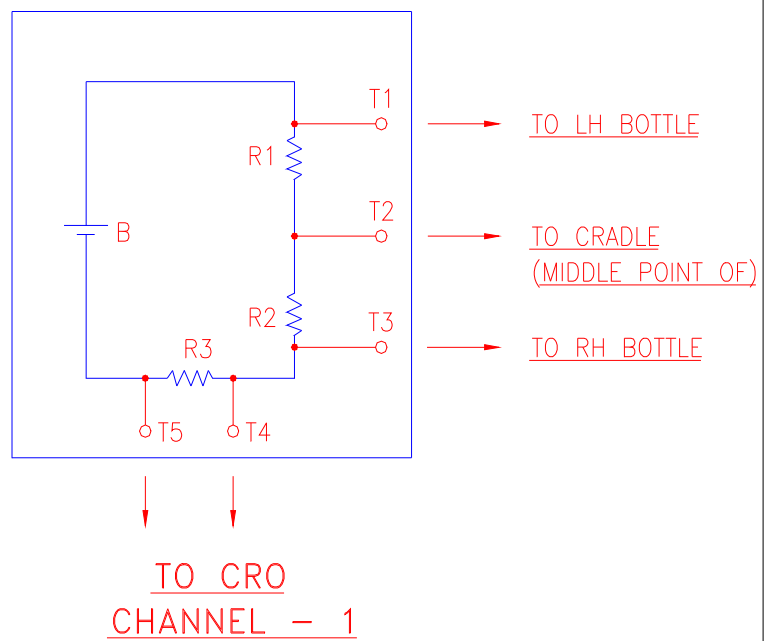 T1
TO LH BOTTLE
R1
T2
B
TO CRADLE
(MIDDLE POINT OF)
R2
T3
R3
TO RH BOTTLE
T5
T4
TO CRO
CHANNEL - 1